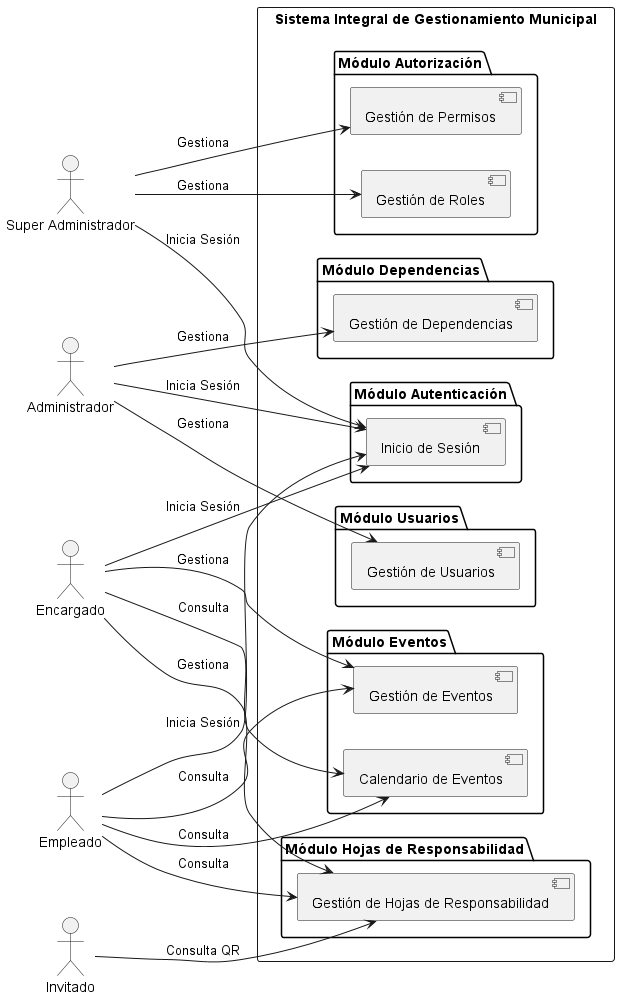 Sistema Integral de Gestionamiento Municipal
Módulo Autorización
Gestión de Permisos
Gestiona
Gestiona
Gestión de Roles
Super Administrador
Inicia Sesión
Módulo Dependencias
Gestión de Dependencias
Gestiona
Inicia Sesión
Administrador
Módulo Autenticación
Gestiona
Inicio de Sesión
Inicia Sesión
Módulo Usuarios
Gestiona
Gestión de Usuarios
Encargado
Consulta
Módulo Eventos
Gestiona
Gestión de Eventos
Inicia Sesión
Consulta
Calendario de Eventos
Empleado
Consulta
Consulta
Módulo Hojas de Responsabilidad
Gestión de Hojas de Responsabilidad
Consulta QR
Invitado